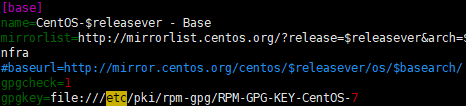 [base]
name=CentOS-$releasever - Base
mirrorlist=http://mirrorlist.centos.org/?release=$releasever&arch=$
nfra
#baseurl=http://mirror.centos.org/centos/$releasever/os/$basearch/
gpgcheck=1
gpgkey=file:///etc/pki/rpm-gpg/RPM-GPG-KEY-CentOS-7